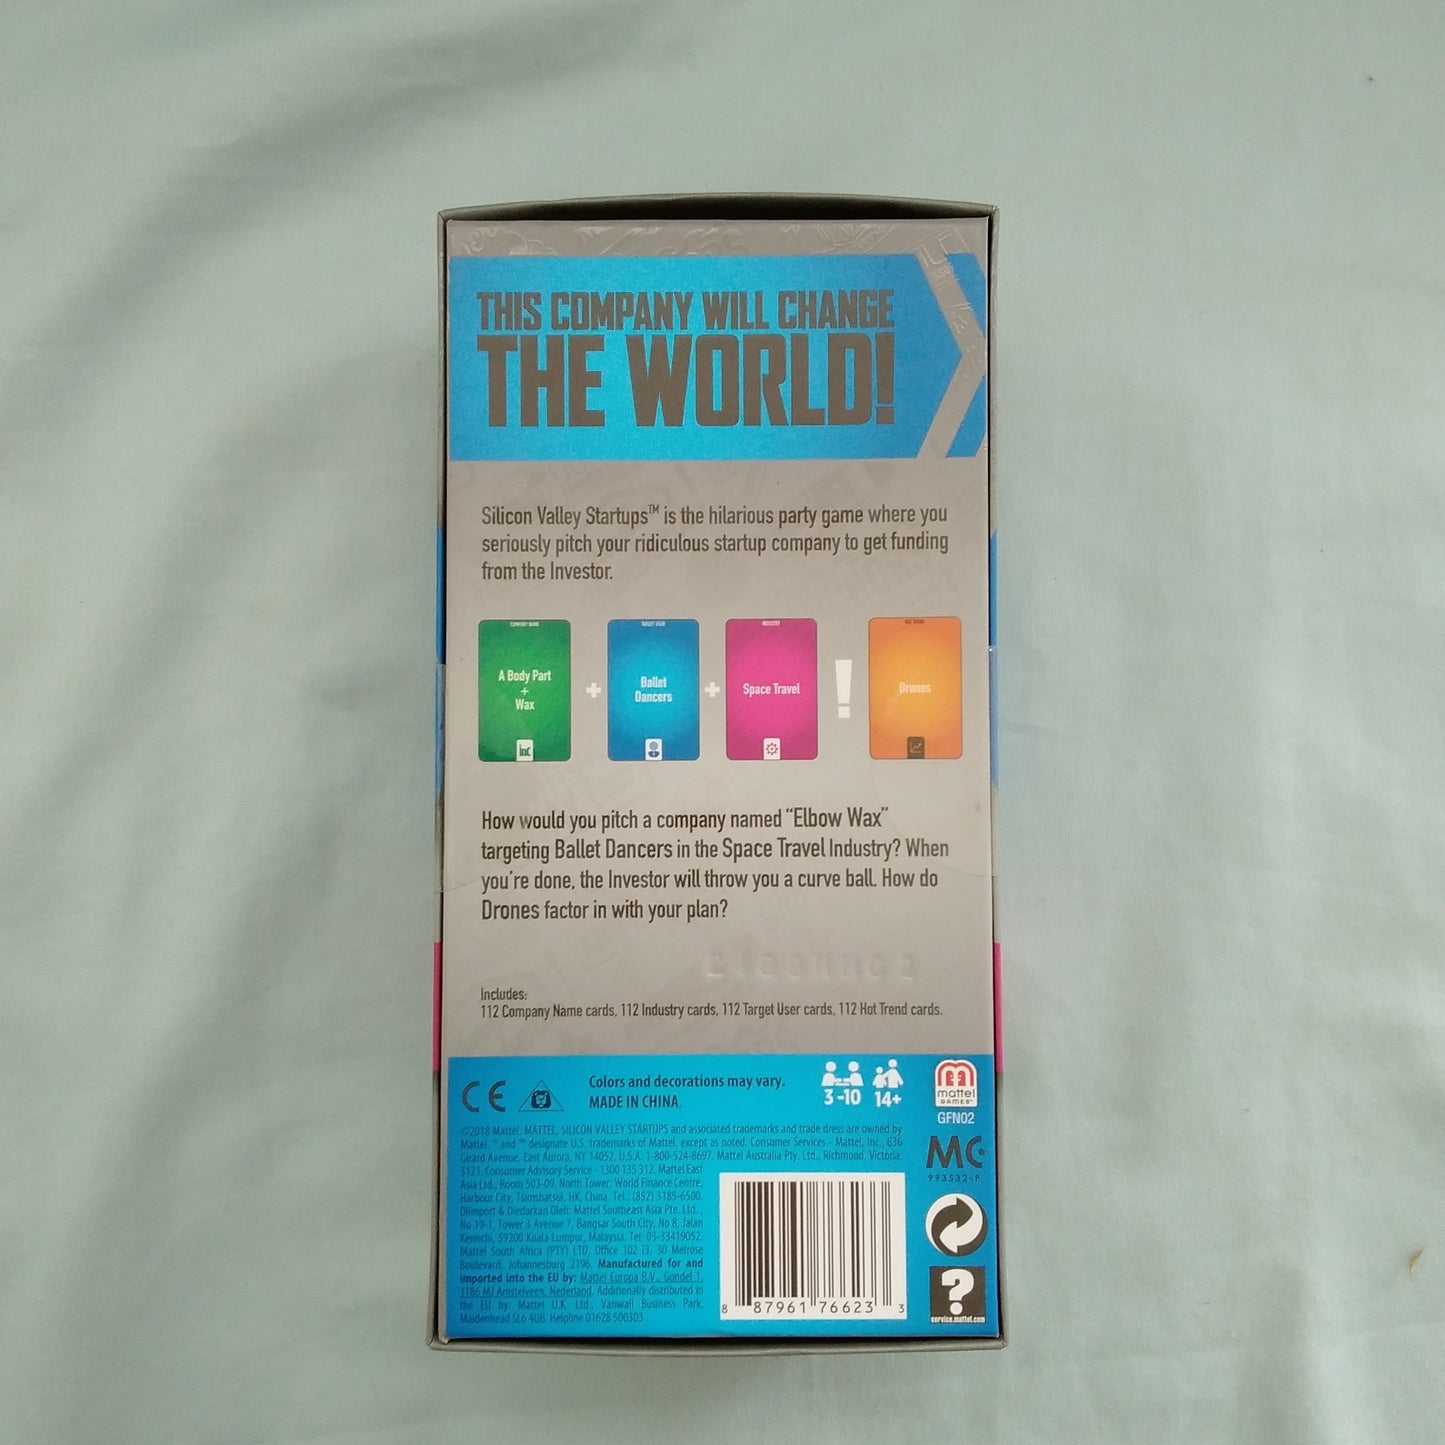 THIS COMPANY WILL CHANGE
THE WORLD!
Silicon Valley Startups™ is the hilarious party game where you
seriously pitch your ridiculous startup company to get funding
from the Investor.
COMPANY NAME
A Body Part
+
Wax
inc
+
TARGET USER
Ballet
Dancers
+
INDUSTRY
Space Travel
!
HOT TREND
Drones
How would you pitch a company named “Elbow Wax”
targeting Ballet Dancers in the Space Travel Industry? When
you’re done, the Investor will throw you a curve ball. How do
Drones factor in with your plan?
Includes:
112 Company Name cards, 112 Industry cards, 112 Target User cards, 112 Hot Trend cards.
CE
Colors and decorations may vary.
MADE IN CHINA.
3-10
14+
mattel
GAMES
GFN02
©2018 Mattel. MATTEL, SILICON VALLEY STARTUPS and associated trademarks and trade dress are owned by
Mattel. ® and ™ designate U.S. trademarks of Mattel, except as noted. Consumer Services - Mattel, Inc., 636
Girard Avenue, East Aurora, NY 14052, U.S.A. 1-800-524-8697. Mattel Australia Pty. Ltd., Richmond, Victoria.
3121. Consumer Advisory Service - 1300 135 312. Mattel East
Asia Ltd., Room 503-09, North Tower, World Finance Centre,
Harbour City, Tsimshatsui, HK, China. Tel.: (852) 3185-6500.
Diimport & Diedarkan Oleh: Mattel Southeast Asia Pte. Ltd.,
No 19-1, Tower 3 Avenue 7, Bangsar South City, No 8, Jalan
Kerinchi, 59200 Kuala Lumpur, Malaysia. Tel: 03-33419052.
Mattel South Africa (PTY) LTD, Office 102 I3, 30 Melrose
Boulevard, Johannesburg 2196. Manufactured for and
imported into the EU by: Mattel Europa B.V., Gondel 1,
1186 MJ Amstelveen, Nederland. Additionally distributed in
the EU by: Mattel U.K. Ltd., Vanwall Business Park,
Maidenhead SL6 4UB. Helpline 01628 500303.
MC
993532-P
8 87961 76623 3
?
service.mattel.com